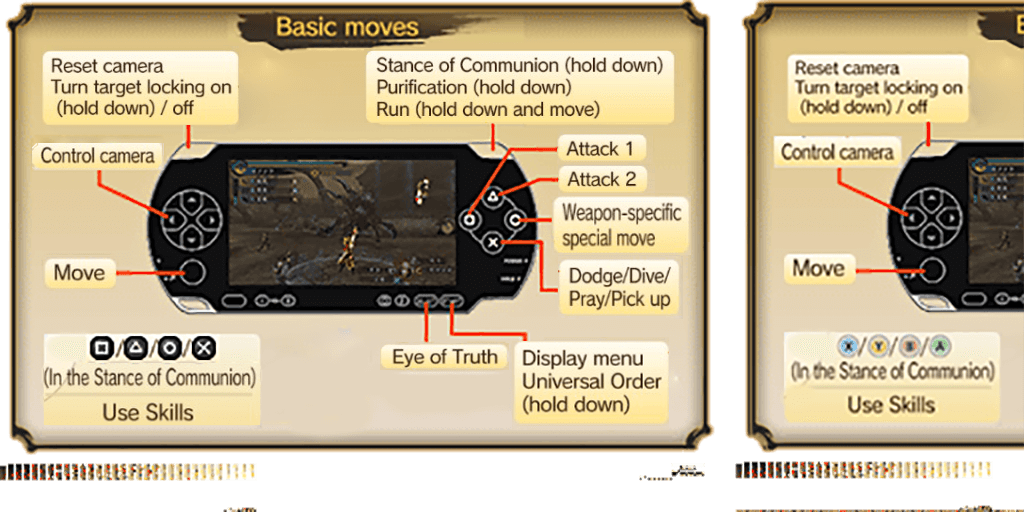 Basic moves
Reset camera
Turn target locking on
(hold down) / off
Stance of Communion (hold down)
Purification (hold down)
Run (hold down and move)
Control camera
Attack 1
Attack 2
Weapon-specific
special move
Move
Dodge/Dive/
Pray/Pick up
Eye of Truth
Display menu
Universal Order
(hold down)
(In the Stance of Communion)
Use Skills
Reset camera
Turn target locking on
(hold down) / off
Control camera
Move
X/Y/B/A
(In the Stance of Communion)
Use Skills